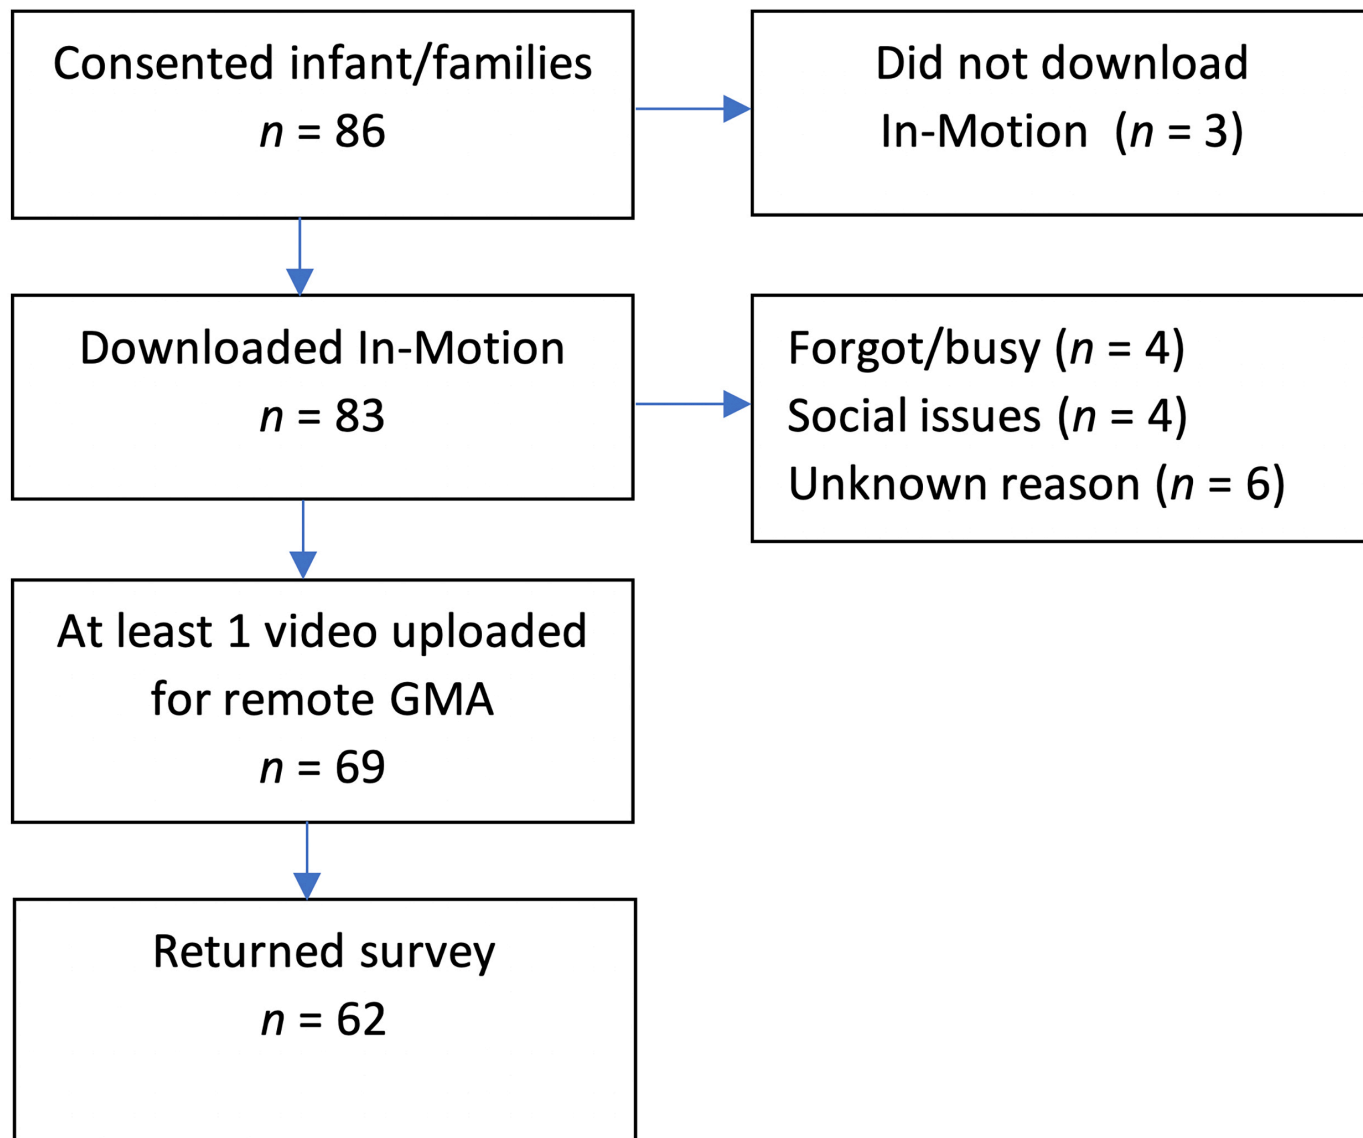 Consented infant/families
n = 86
Did not download
In-Motion (n = 3)
Downloaded In-Motion
n = 83
Forgot/busy (n = 4)
Social issues (n = 4)
Unknown reason (n = 6)
At least 1 video uploaded
for remote GMA
n = 69
Returned survey
n = 62